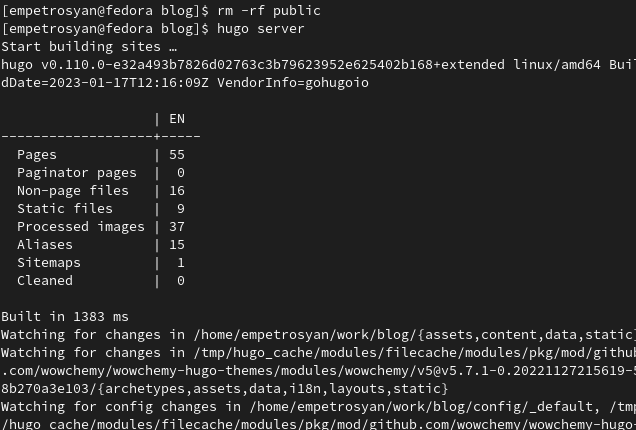 [empetrosyan@fedora blog]$ rm -rf public
[empetrosyan@fedora blog]$ hugo server
Start building sites …
hugo v0.110.0-e32a493b7826d02763c3b79623952e625402b168+extended linux/amd64 Buil
dDate=2023-01-17T12:16:09Z VendorInfo=gohugoio
                   | EN
-------------------+-----
  Pages            | 55
  Paginator pages  |  0
  Non-page files   | 16
  Static files     |  9
  Processed images | 37
  Aliases          | 15
  Sitemaps         |  1
  Cleaned          |  0
Built in 1383 ms
Watching for changes in /home/empetrosyan/work/blog/{assets,content,data,static}
Watching for changes in /tmp/hugo_cache/modules/filecache/modules/pkg/mod/github
.com/wowchemy/wowchemy-hugo-themes/modules/wowchemy/v5@v5.7.1-0.20221127215619-5
8b270a3e103/{archetypes,assets,data,i18n,layouts,static}
Watching for config changes in /home/empetrosyan/work/blog/config/_default, /tmp
/hugo_cache/modules/filecache/modules/pkg/mod/github.com/wowchemy/wowchemy-hugo-